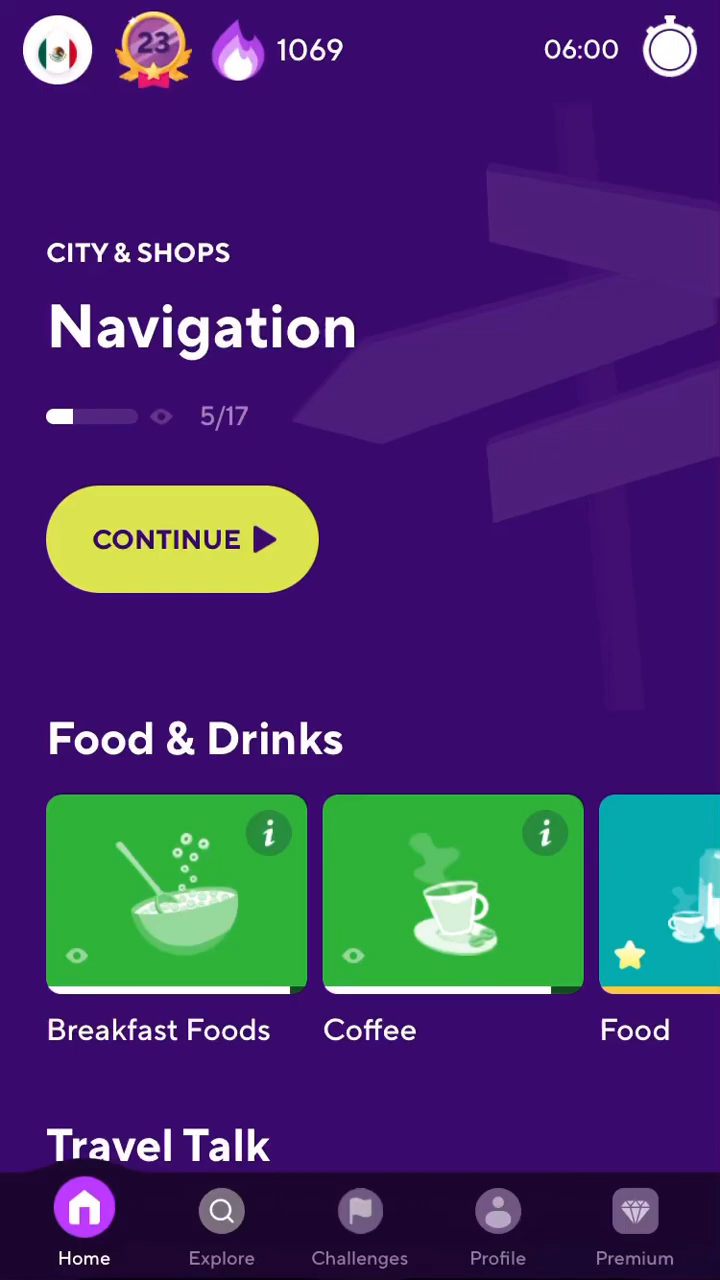 23
1069
06:00
CITY & SHOPS
Navigation
5/17
CONTINUE
Food & Drinks
i
i
Breakfast Foods
Coffee
Food
Travel Talk
Home
Explore
Challenges
Profile
Premium